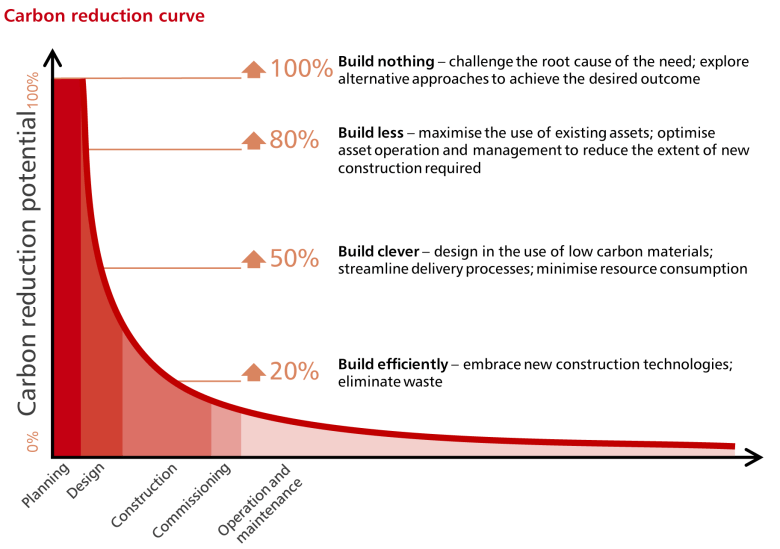 Carbon reduction curve
Carbon reduction potential
100%
0%
100%
Build nothing – challenge the root cause of the need; explore
alternative approaches to achieve the desired outcome
80%
Build less – maximise the use of existing assets; optimise
asset operation and management to reduce the extent of new
construction required
50%
Build clever – design in the use of low carbon materials;
streamline delivery processes; minimise resource consumption
20%
Build efficiently – embrace new construction technologies;
eliminate waste
Planning
Design
Construction
Commissioning
Operation and
maintenance